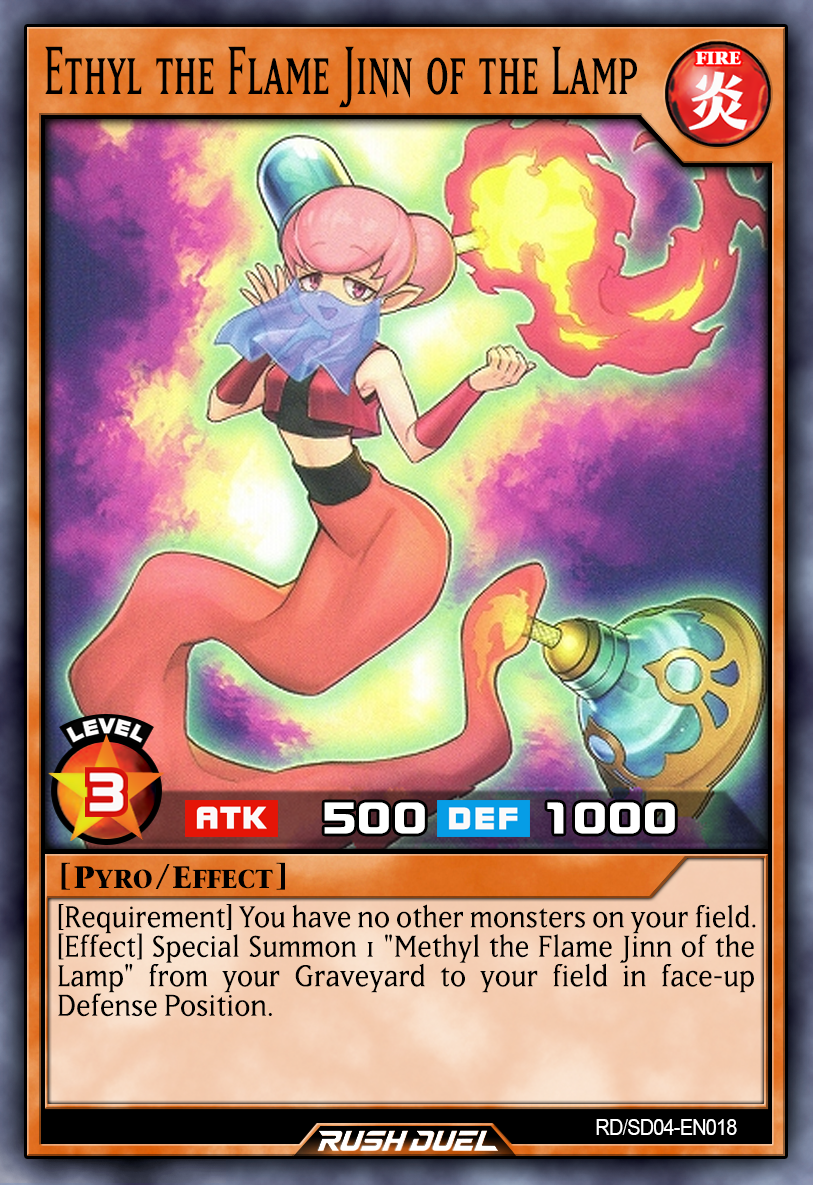 Ethyl the Flame Jinn of the Lamp
FIRE
炎
LEVEL
3
ATK 500 DEF 1000
[Pyro/Effect]
[Requirement] You have no other monsters on your field.
[Effect] Special Summon 1 "Methyl the Flame Jinn of the
Lamp" from your Graveyard to your field in face-up
Defense Position.
RD/SD04-EN018
RUSH DUEL